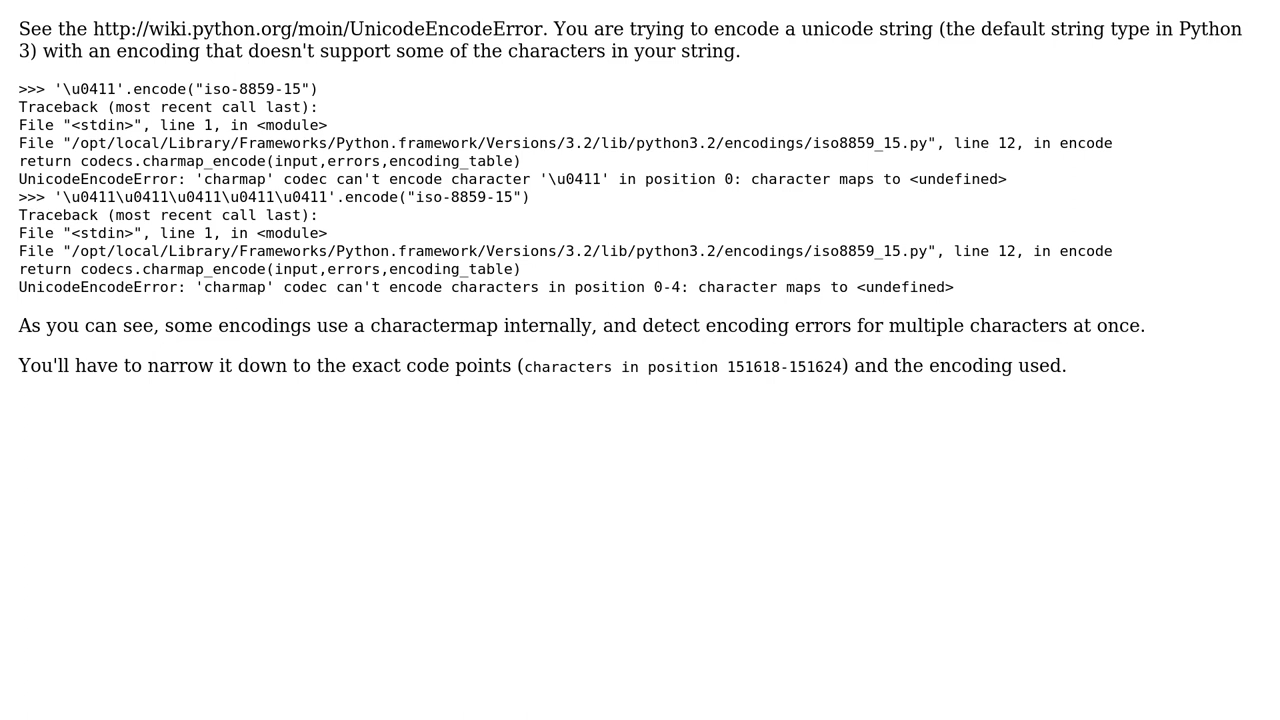 See the http://wiki.python.org/moin/UnicodeEncodeError. You are trying to encode a unicode string (the default string type in Python
3) with an encoding that doesn't support some of the characters in your string.
>>> '\u0411'.encode("iso-8859-15")
Traceback (most recent call last):
File "<stdin>", line 1, in <module>
File "/opt/local/Library/Frameworks/Python.framework/Versions/3.2/lib/python3.2/encodings/iso8859_15.py", line 12, in encode
return codecs.charmap_encode(input,errors,encoding_table)
UnicodeEncodeError: 'charmap' codec can't encode character '\u0411' in position 0: character maps to <undefined>
>>> '\u0411\u0411\u0411\u0411\u0411'.encode("iso-8859-15")
Traceback (most recent call last):
File "<stdin>", line 1, in <module>
File "/opt/local/Library/Frameworks/Python.framework/Versions/3.2/lib/python3.2/encodings/iso8859_15.py", line 12, in encode
return codecs.charmap_encode(input,errors,encoding_table)
UnicodeEncodeError: 'charmap' codec can't encode characters in position 0-4: character maps to <undefined>
As you can see, some encodings use a charactermap internally, and detect encoding errors for multiple characters at once.
You'll have to narrow it down to the exact code points (characters in position 151618-151624) and the encoding used.